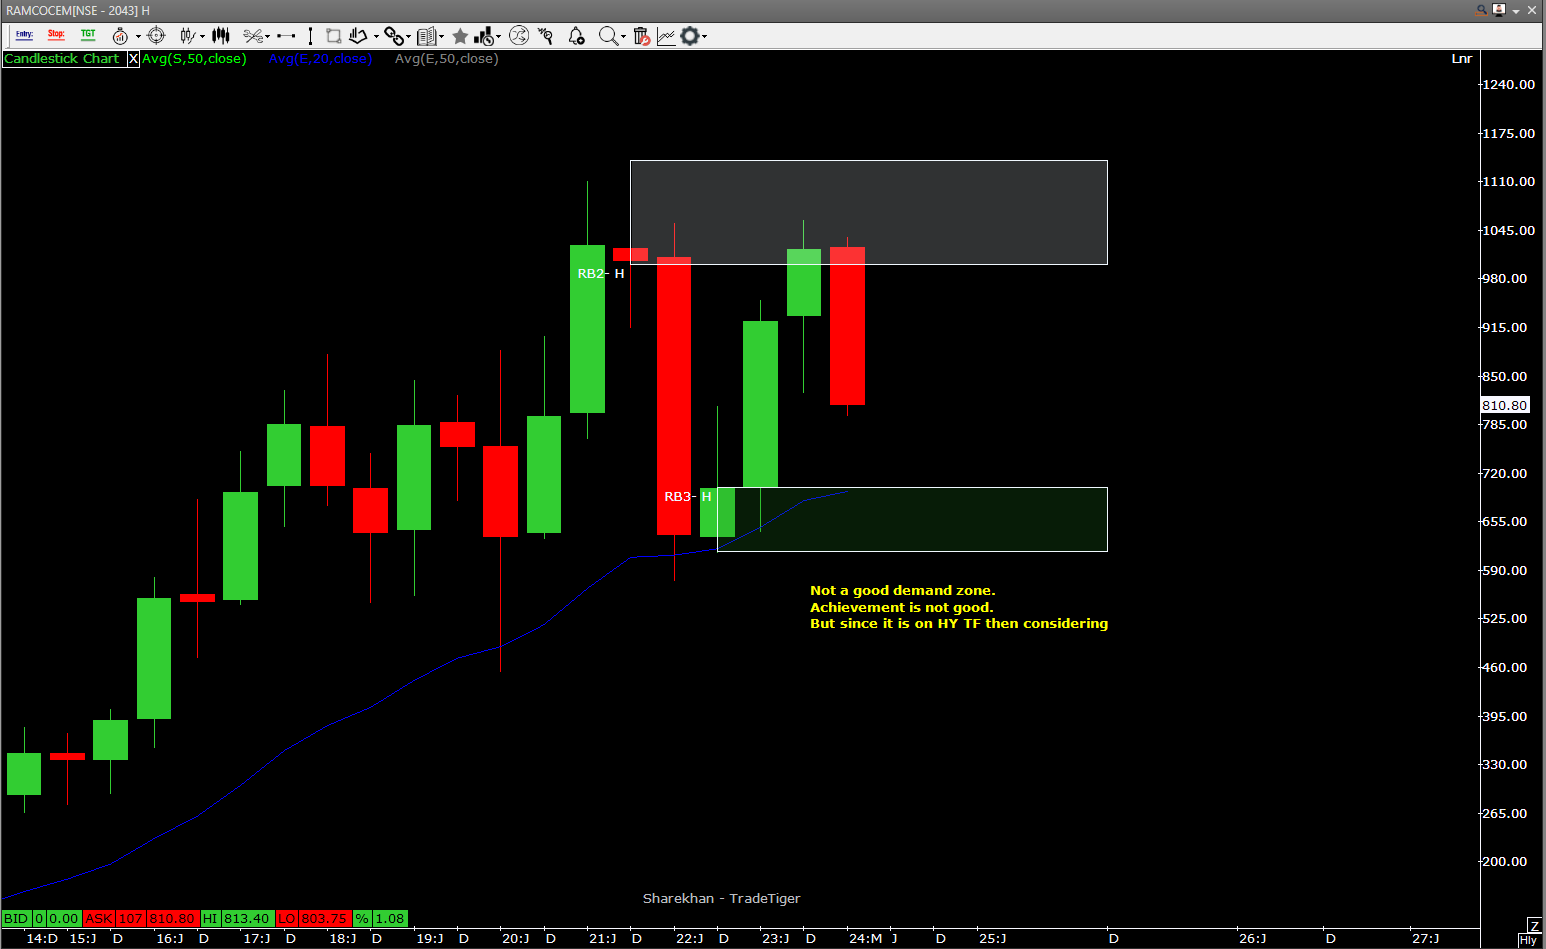 RAMCOCEM[NSE - 2043] H
Entry: Stop: TGT
Candlestick Chart X Avg(S,50,close) Avg(E,20,close) Avg(E,50,close) Lnr
1240.00
1175.00
1110.00
1045.00
RB2- H
980.00
915.00
850.00
810.80
785.00
720.00
RB3- H
655.00
590.00
Not a good demand zone.
Achievement is not good.
But since it is on HY TF then considering
525.00
460.00
395.00
330.00
265.00
200.00
Sharekhan - TradeTiger
BID 0 0.00 ASK 107 810.80 HI 813.40 LO 803.75 % 1.08
Z
14:D 15:J D 16:J D 17:J D 18:J D 19:J D 20:J D 21:J D 22:J D 23:J D 24:M J D 25:J D 26:J D 27:J Hly